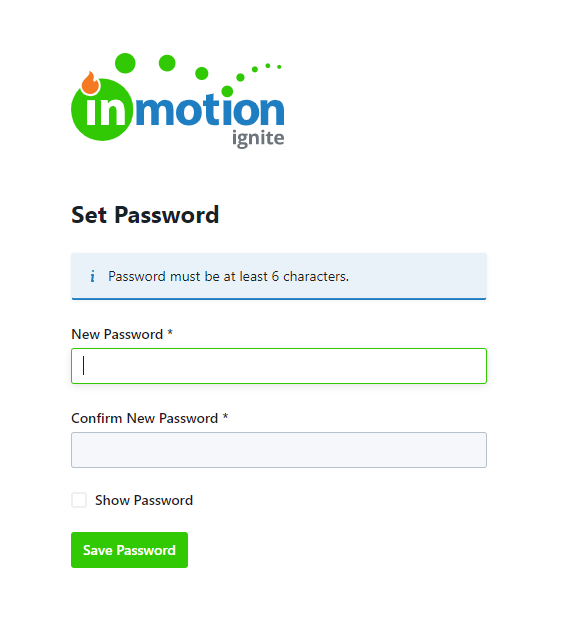 inmotion
ignite
Set Password
i Password must be at least 6 characters.
New Password *
Confirm New Password *
Show Password
Save Password